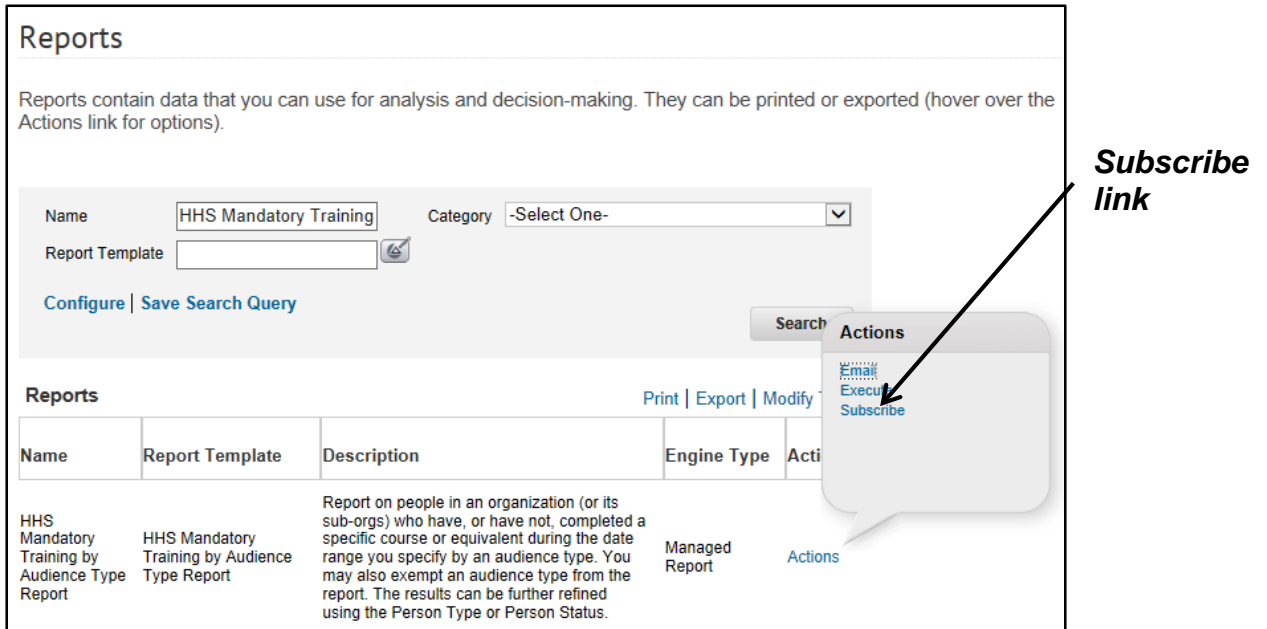 Reports
Reports contain data that you can use for analysis and decision-making. They can be printed or exported (hover over the
Actions link for options).
Subscribe
link
Name HHS Mandatory Training Category -Select One-
Report Template
Configure | Save Search Query
Search
Actions
Email
Execute
Subscribe
Reports
Print | Export | Modify
Name Report Template Description Engine Type Acti
HHS
Mandatory
Training by
Audience Type
Report
HHS Mandatory
Training by Audience
Type Report
Report on people in an organization (or its
sub-orgs) who have, or have not, completed a
specific course or equivalent during the date
range you specify by an audience type. You
may also exempt an audience type from the
report. The results can be further refined
using the Person Type or Person Status.
Managed
Report
Actions